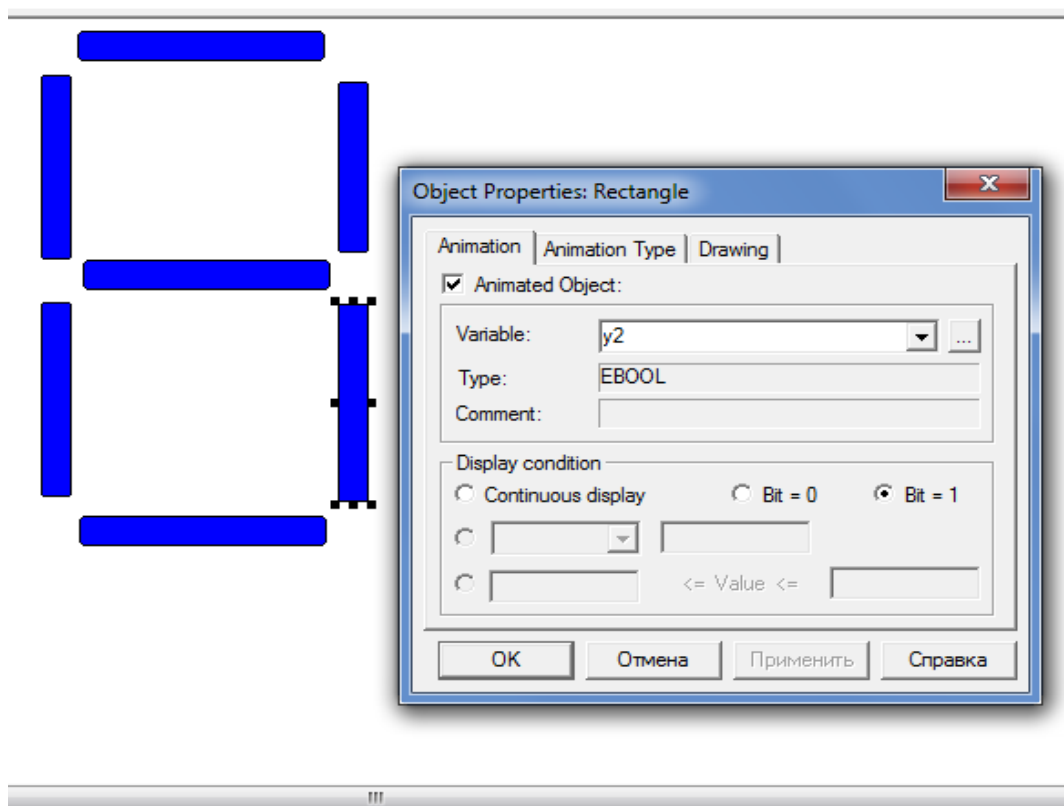 Object Properties: Rectangle
Animation Animation Type Drawing
Animated Object:
Variable: y2 ...
Type: EBOOL
Comment:
Display condition
Continuous display Bit = 0 Bit = 1
<= Value <=
OK Отмена Применить Справка